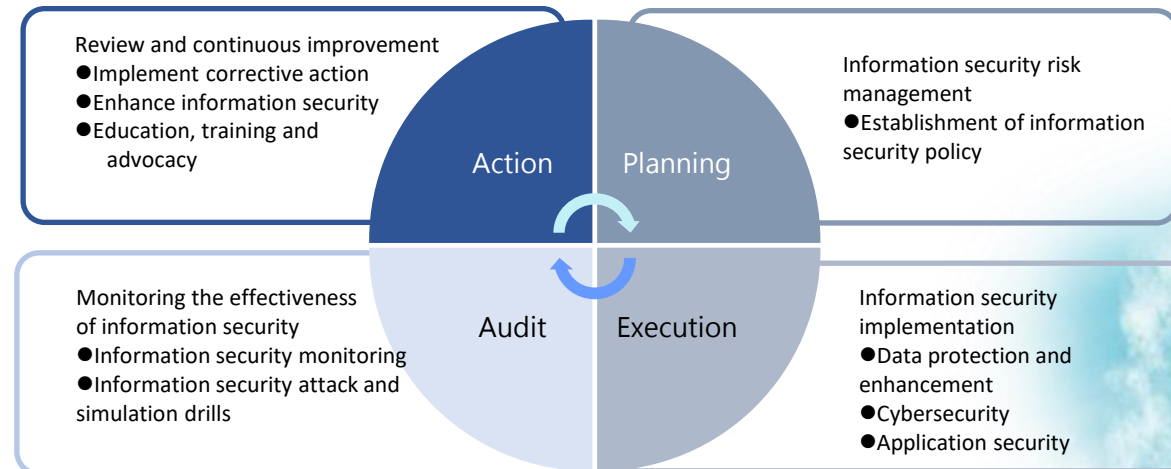 Review and continuous improvement
●Implement corrective action
●Enhance information security
●Education, training and
advocacy
Action
Planning
Information security risk
management
●Establishment of information
security policy
Monitoring the effectiveness
of information security
●Information security monitoring
●Information security attack and
simulation drills
Audit
Execution
Information security
implementation
●Data protection and
enhancement
●Cybersecurity
●Application security